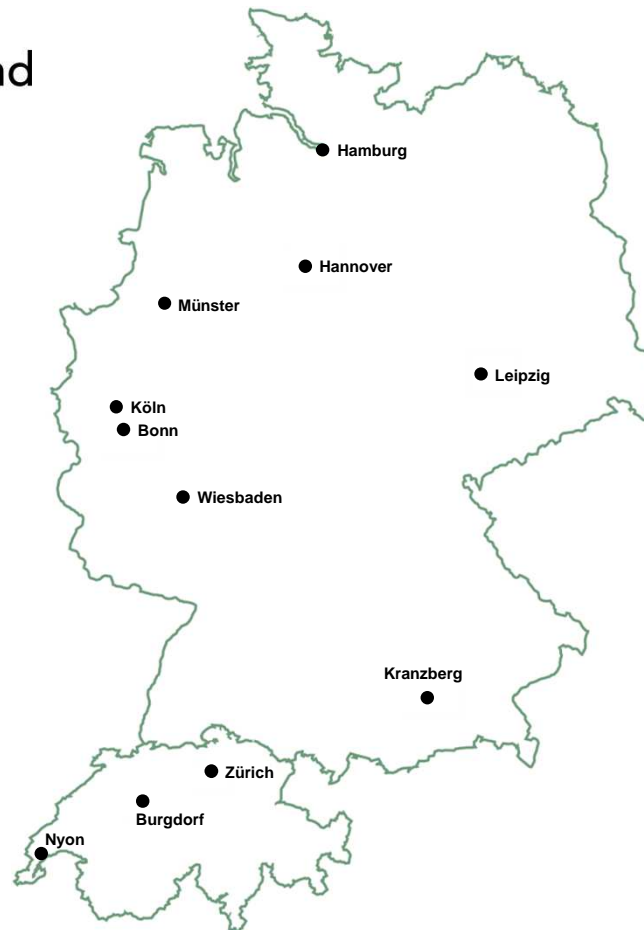 nd
Hamburg
Hannover
Münster
Leipzig
Köln
Bonn
Wiesbaden
Kranzberg
Zürich
Burgdorf
Nyon